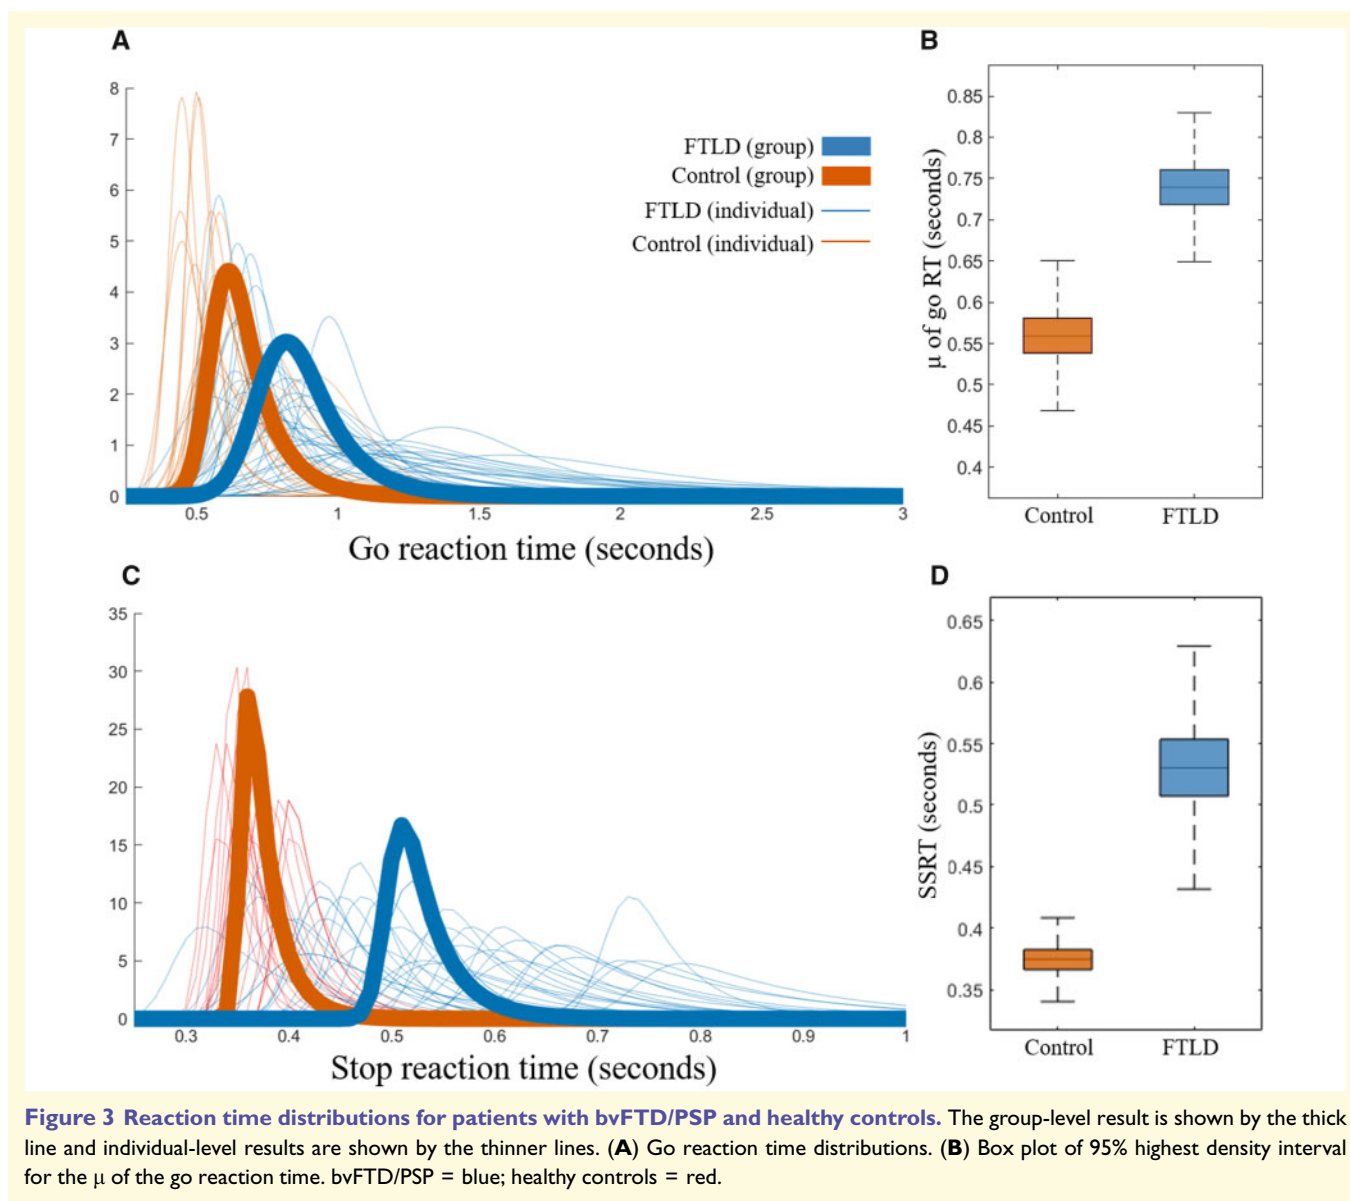 A
8
7
6
5
4
3
2
1
0
0.5 1 1.5 2 2.5 3
Go reaction time (seconds)
FTLD (group)
Control (group)
FTLD (individual)
Control (individual)
B
0.85
0.8
0.75
0.7
0.65
0.6
0.55
0.5
0.45
0.4
μ of go RT (seconds)
Control FTLD
C
35
30
25
20
15
10
5
0
0.3 0.4 0.5 0.6 0.7 0.8 0.9 1
Stop reaction time (seconds)
D
0.65
0.6
0.55
0.5
0.45
0.4
0.35
SSRT (seconds)
Control FTLD
Figure 3 Reaction time distributions for patients with bvFTD/PSP and healthy controls. The group-level result is shown by the thick
line and individual-level results are shown by the thinner lines. (A) Go reaction time distributions. (B) Box plot of 95% highest density interval
for the μ of the go reaction time. bvFTD/PSP = blue; healthy controls = red.